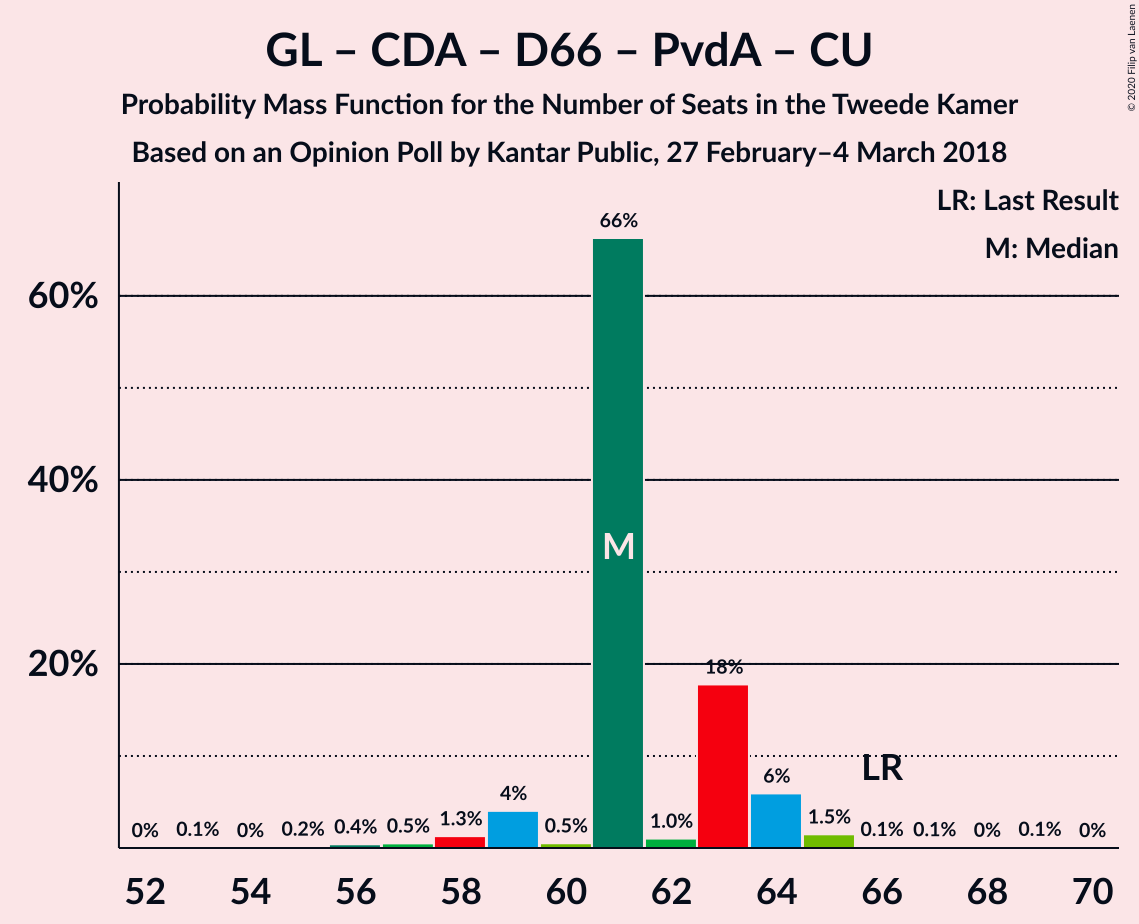 GL – CDA – D66 – PvdA – CU
Probability Mass Function for the Number of Seats in the Tweede Kamer
Based on an Opinion Poll by Kantar Public, 27 February–4 March 2018
© 2020 Filip van Laenen
LR: Last Result
M: Median
60%
40%
20%
0% 0.1% 0% 0.2% 0.4% 0.5% 1.3% 4% 0.5% 66% 1.0% 18% 6% 1.5% 0.1% 0.1% 0% 0.1% 0%
M
LR
52 54 56 58 60 62 64 66 68 70